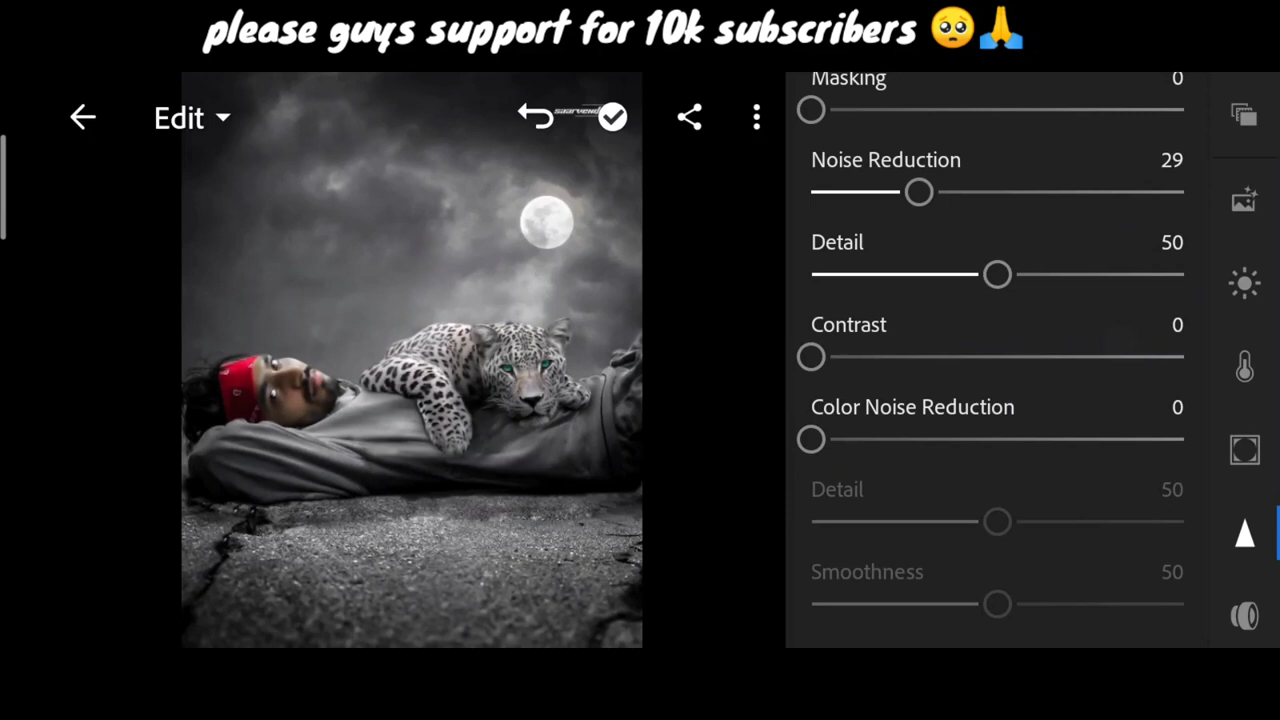 please guys support for 10k subscribers 🥺🙏
Edit
Masking 0
Noise Reduction 29
Detail 50
Contrast 0
Color Noise Reduction 0
Detail 50
Smoothness 50